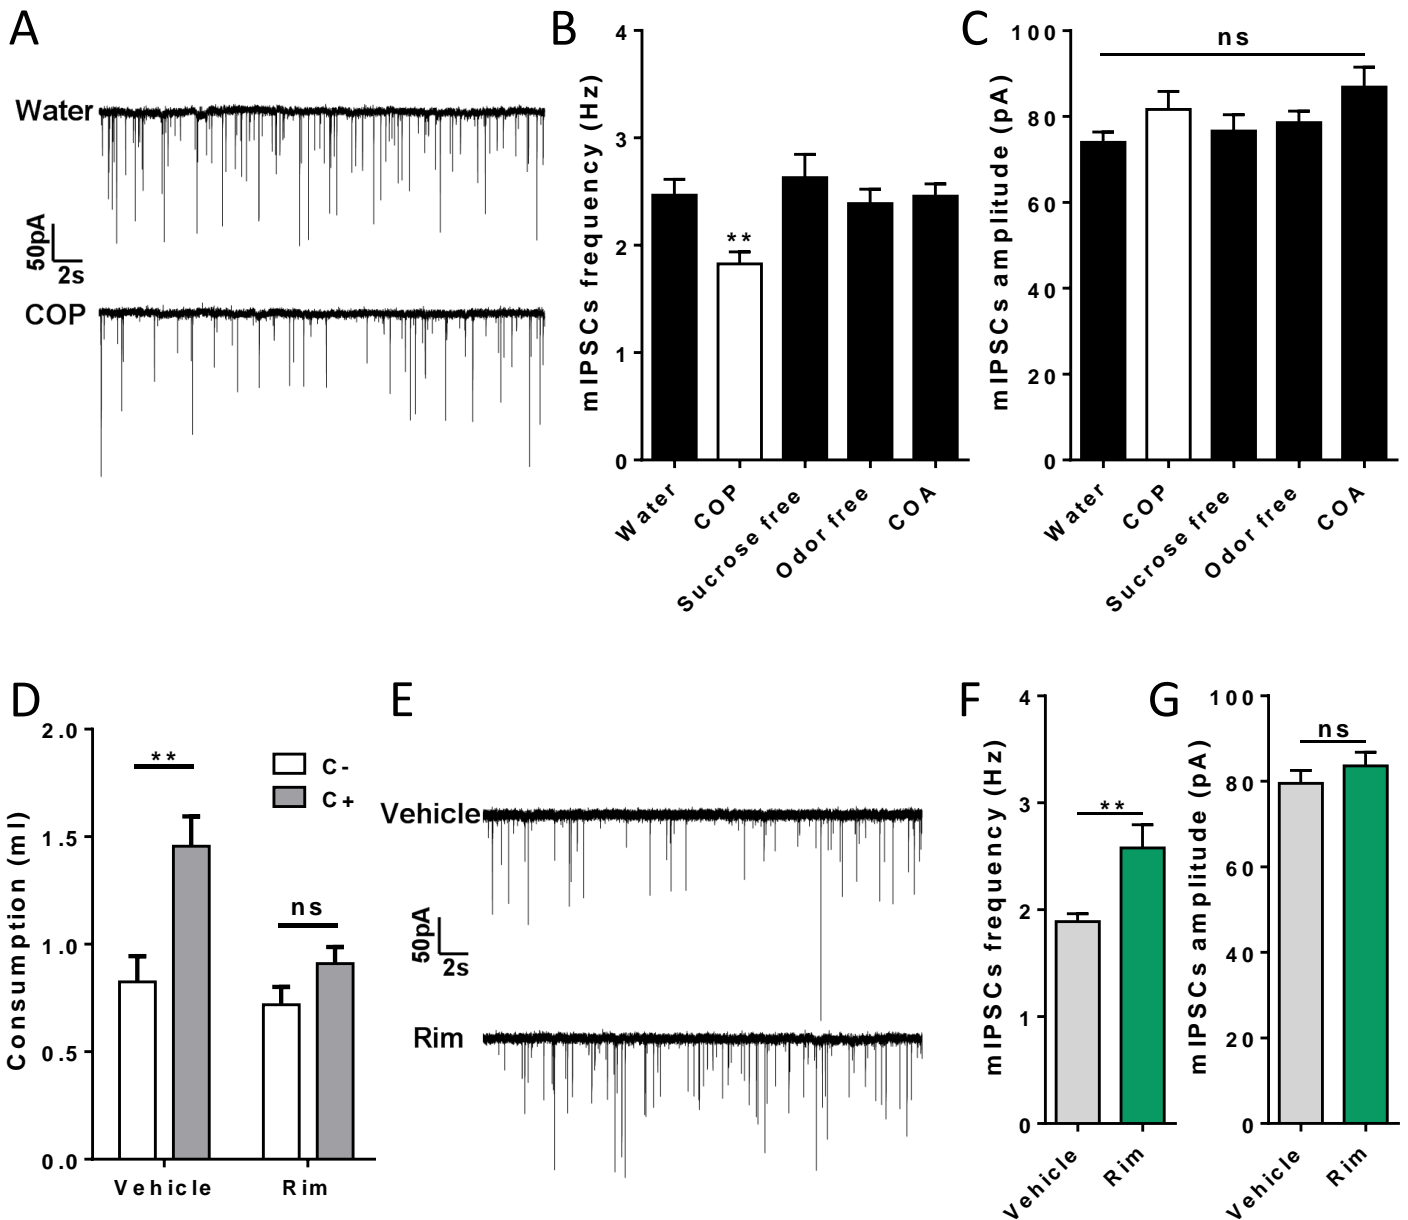 A
Water
50pA
2s
COP
B
mIPSCs frequency (Hz)
4
3
2
1
0
**
Water
COP
Sucrose free
Odor free
COA
C
mIPSCs amplitude (pA)
100
80
60
40
20
0
ns
Water
COP
Sucrose free
Odor free
COA
D
Consumption (ml)
2.0
1.5
1.0
0.5
0.0
**
ns
C-
C+
Vehicle
Rim
E
Vehicle
50pA
2s
Rim
F
mIPSCs frequency (Hz)
4
3
2
1
0
**
Vehicle
Rim
G
mIPSCs amplitude (pA)
100
80
60
40
20
0
ns
Vehicle
Rim